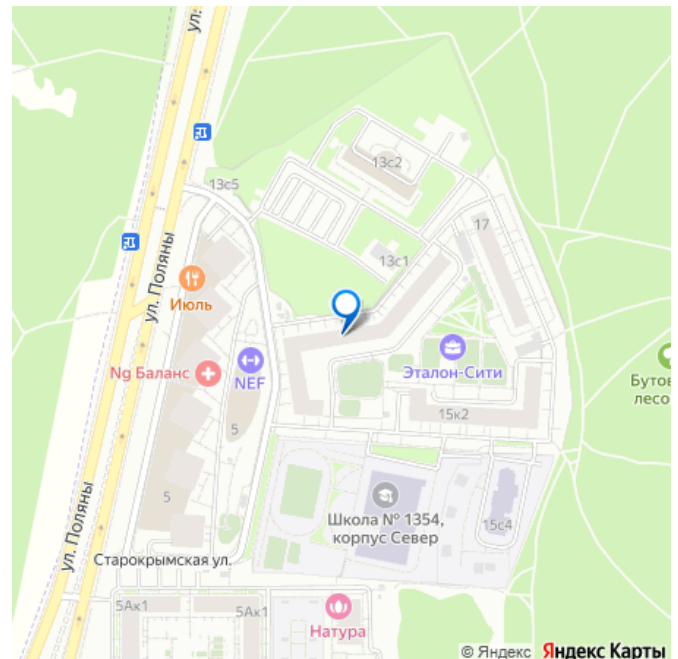 ул.
13с2
13с5
17
13с1
Июль
ул. Поляны
Эталон-Сити
Ng Баланс
NEF
Бутов
лесо
15к2
5
5
Школа № 1354,
корпус Север
15с4
ул. Поляны
Старокрымская ул.
5Ак1
5Ак1
Натура
© Яндекс Яндекс Карты